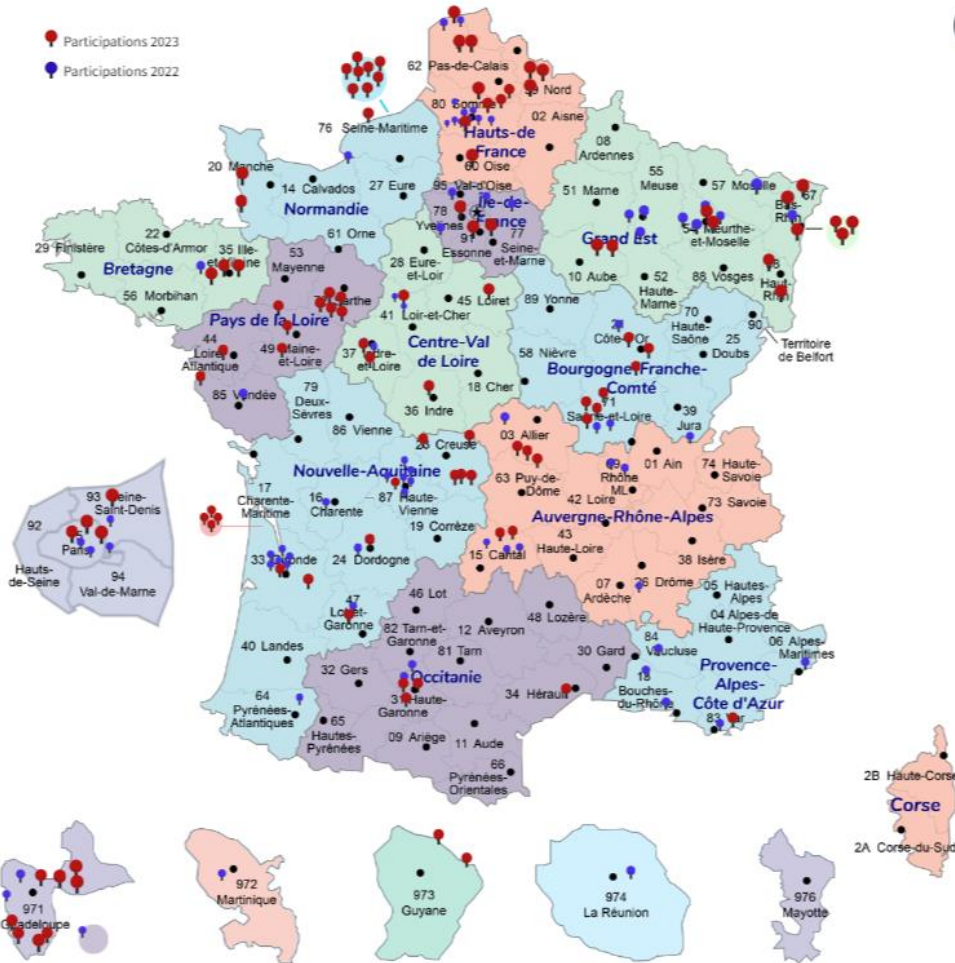 Participations 2023
Participations 2022
62 Pas-de-Calais
59 Nord
80 Somme
02 Aisne
Hauts-de
France
60 Oise
76 Seine-Maritime
20 Manche
14 Calvados
27 Eure
Normandie
61 Orne
08
Ardennes
51 Marne
55
Meuse
57 Moselle
67
Bas-
Rhin
Grand Est
54 Meurthe-
et-Moselle
10 Aube
52
Haute-
Marne
88 Vosges
68
Haut-
Rhin
95 Val-d'Oise
Île-de-
France
78
Yvelines
91
Essonne
77
Seine-
et-Marne
29 Finistère
22
Côtes-d'Armor
35 Ille-
et-Vilaine
Bretagne
56 Morbihan
53
Mayenne
72 Sarthe
Pays de la Loire
44
Loire
Atlantique
49 Maine-
et-Loire
85 Vendée
28 Eure-
et-Loir
45 Loiret
41 Loir-et-Cher
Centre-Val
de Loire
37 Indre-
et-Loire
18 Cher
36 Indre
89 Yonne
21
Côte-d'Or
70
Haute-
Saône
90
Territoire
de Belfort
25
Doubs
58 Nièvre
Bourgogne-Franche-
Comté
71
Saône-et-Loire
39
Jura
79
Deux-
Sèvres
86 Vienne
23 Creuse
Nouvelle-Aquitaine
17
Charente-
Maritime
16
Charente
87 Haute-
Vienne
19 Corrèze
33 Gironde
24
Dordogne
47
Lot-et-
Garonne
40 Landes
64
Pyrénées-
Atlantiques
03 Allier
63 Puy-de-
Dôme
69
Rhône
ML
01 Ain
74 Haute-
Savoie
42 Loire
73 Savoie
Auvergne-Rhône-Alpes
15 Cantal
43
Haute-Loire
38 Isère
07
Ardèche
26 Drôme
46 Lot
48 Lozère
82 Tarn-et-
Garonne
12 Aveyron
81 Tarn
30 Gard
32 Gers
Occitanie
31 Haute-
Garonne
34 Hérault
65
Hautes-
Pyrénées
09 Ariège
11 Aude
66
Pyrénées-
Orientales
05 Hautes-
Alpes
04 Alpes-de
Haute-Provence
84
Vaucluse
06 Alpes-
Maritimes
Provence-
Alpes-
Côte d'Azur
18
Bouches-
du-Rhône
83 Var
93 Seine-
Saint-Denis
92
Paris
Hauts-
de-Seine
94
Val-de-Marne
2B Haute-Corse
Corse
2A Corse-du-Sud
971
Guadeloupe
972
Martinique
973
Guyane
974
La Réunion
976
Mayotte